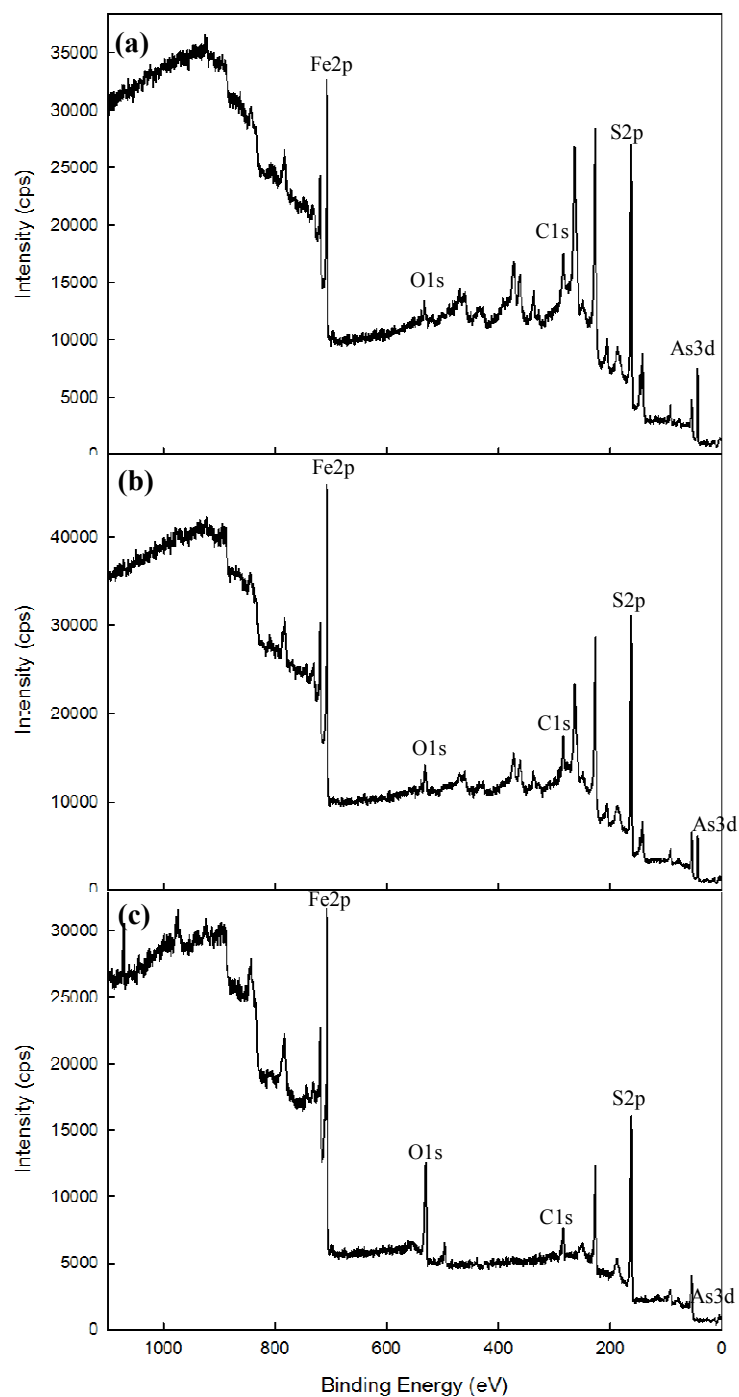 (a)
Fe2p
O1s
C1s
S2p
As3d
35000
30000
25000
20000
15000
10000
5000
0
Intensity (cps)
(b)
Fe2p
O1s
C1s
S2p
As3d
40000
30000
20000
10000
0
Intensity (cps)
(c)
Fe2p
O1s
C1s
S2p
As3d
30000
25000
20000
15000
10000
5000
0
Intensity (cps)
1000 800 600 400 200 0
Binding Energy (eV)